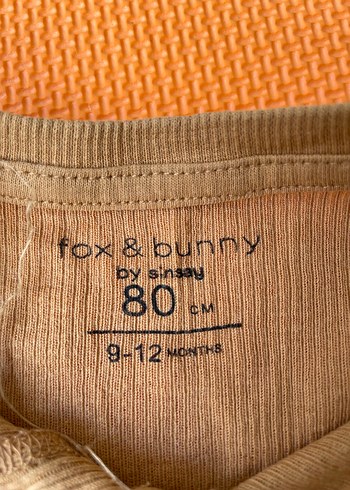 fox & bunny
by sinsay
80 CM
9-12 MONTHS